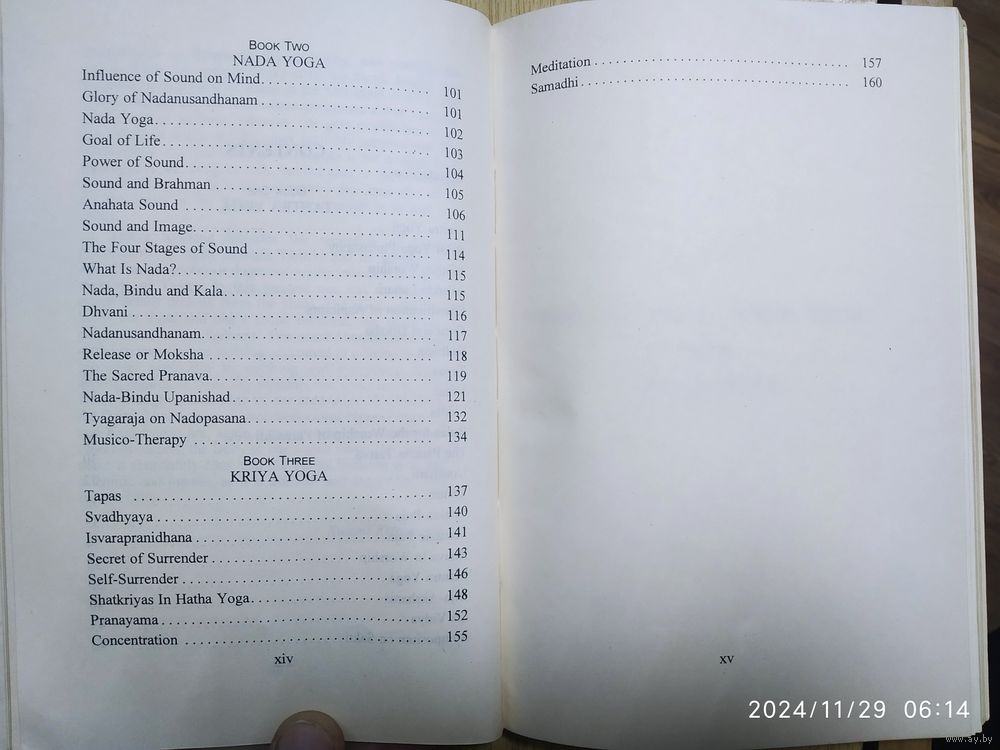 BOOK TWO
NADA YOGA
Influence of Sound on Mind. . . . . . . . . . . . . . . . . . . . . . . 101
Glory of Nadanusandhanam . . . . . . . . . . . . . . . . . . . . . . . 101
Nada Yoga. . . . . . . . . . . . . . . . . . . . . . . . . . . . . . . . . . . . . 102
Goal of Life. . . . . . . . . . . . . . . . . . . . . . . . . . . . . . . . . . . . 103
Power of Sound. . . . . . . . . . . . . . . . . . . . . . . . . . . . . . . . . 104
Sound and Brahman . . . . . . . . . . . . . . . . . . . . . . . . . . . . . 105
Anahata Sound . . . . . . . . . . . . . . . . . . . . . . . . . . . . . . . . . 106
Sound and Image. . . . . . . . . . . . . . . . . . . . . . . . . . . . . . . . 111
The Four Stages of Sound . . . . . . . . . . . . . . . . . . . . . . . . 114
What Is Nada?. . . . . . . . . . . . . . . . . . . . . . . . . . . . . . . . . . 115
Nada, Bindu and Kala. . . . . . . . . . . . . . . . . . . . . . . . . . . . 115
Dhvani . . . . . . . . . . . . . . . . . . . . . . . . . . . . . . . . . . . . . . . . 116
Nadanusandhanam. . . . . . . . . . . . . . . . . . . . . . . . . . . . . . . 117
Release or Moksha . . . . . . . . . . . . . . . . . . . . . . . . . . . . . . 118
The Sacred Pranava. . . . . . . . . . . . . . . . . . . . . . . . . . . . . . 119
Nada-Bindu Upanishad . . . . . . . . . . . . . . . . . . . . . . . . . . . 121
Tyagaraja on Nadopasana. . . . . . . . . . . . . . . . . . . . . . . . . 132
Musico-Therapy . . . . . . . . . . . . . . . . . . . . . . . . . . . . . . . . 134
BOOK THREE
KRIYA YOGA
Tapas . . . . . . . . . . . . . . . . . . . . . . . . . . . . . . . . . . . . . . . . 137
Svadhyaya . . . . . . . . . . . . . . . . . . . . . . . . . . . . . . . . . . . . 140
Isvarapranidhana . . . . . . . . . . . . . . . . . . . . . . . . . . . . . . . 141
Secret of Surrender . . . . . . . . . . . . . . . . . . . . . . . . . . . . . 143
Self-Surrender . . . . . . . . . . . . . . . . . . . . . . . . . . . . . . . . . 146
Shatkriyas In Hatha Yoga. . . . . . . . . . . . . . . . . . . . . . . . 148
Pranayama . . . . . . . . . . . . . . . . . . . . . . . . . . . . . . . . . . . . 152
Concentration . . . . . . . . . . . . . . . . . . . . . . . . . . . . . . . . . 155
xiv
Meditation . . . . . . . . . . . . . . . . . . . . . . . . . . . . . . . . . . . . 157
Samadhi . . . . . . . . . . . . . . . . . . . . . . . . . . . . . . . . . . . . . . 160
xv
2024/11/29 06:14
www.ay.by